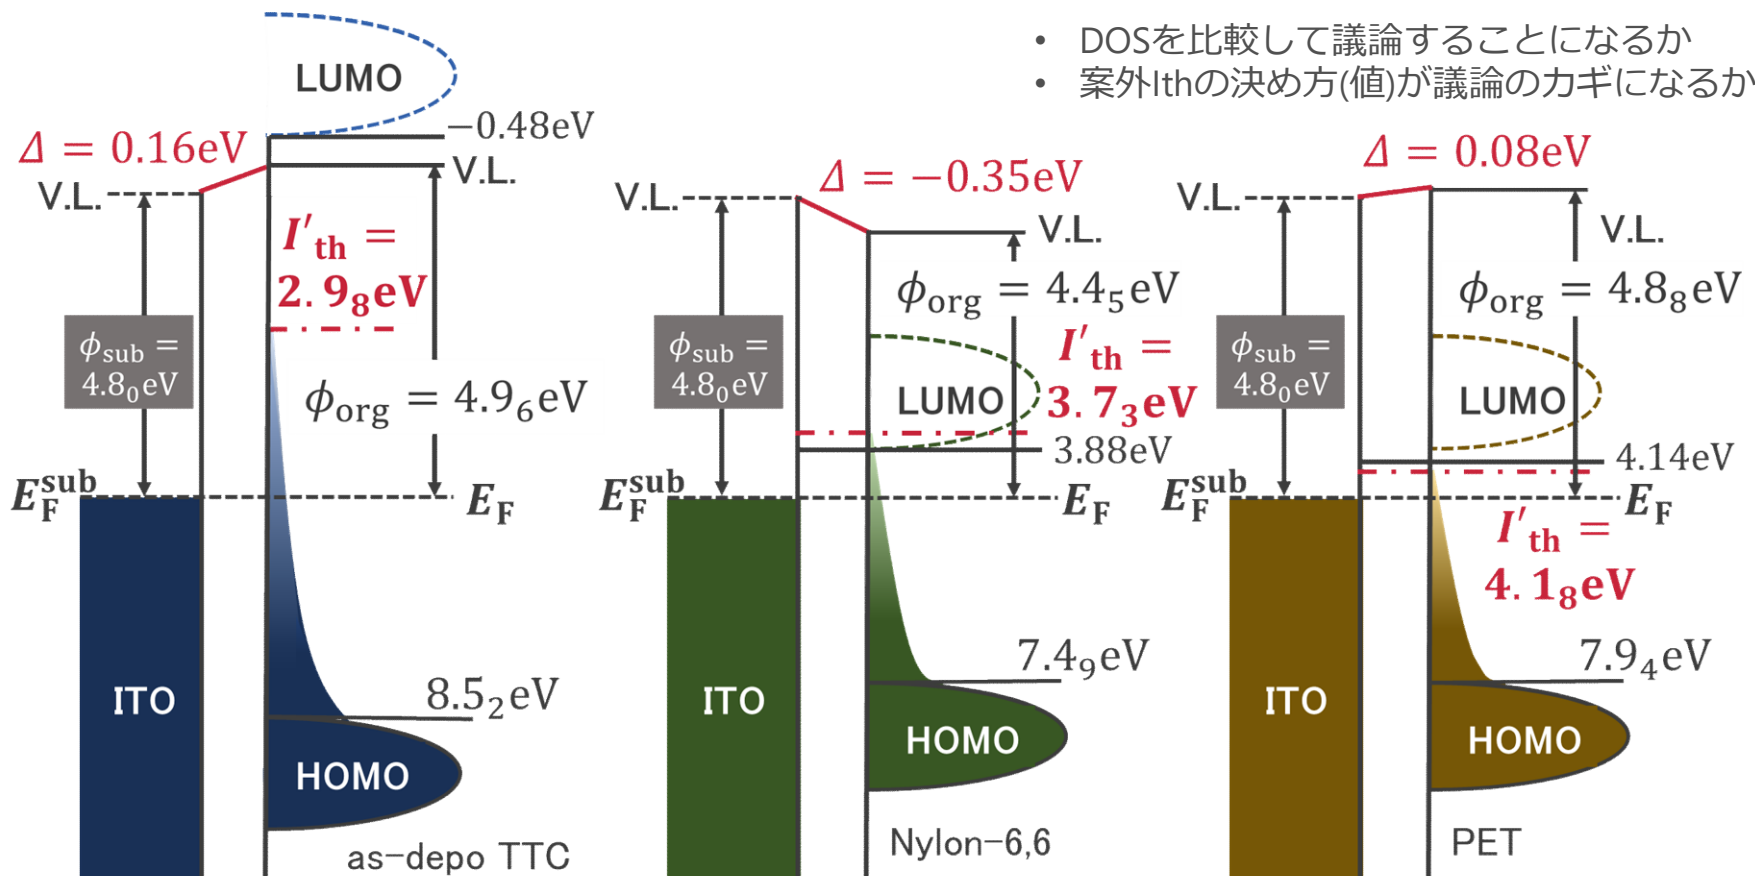 • DOSを比較して議論することになるか
• 案外Ithの決め方(値)が議論のカギになるか
LUMO
−0.48eV
Δ = 0.16eV
V.L.
V.L.
I′th =
2.9₈eV
ϕsub =
4.8₀eV
ϕorg = 4.9₆eV
EFsub
EF
ITO
8.5₂eV
HOMO
as-depo TTC
Δ = −0.35eV
V.L.
V.L.
ϕorg = 4.4₅eV
I′th =
3.7₃eV
ϕsub =
4.8₀eV
LUMO
3.88eV
EFsub
EF
7.4₉eV
ITO
HOMO
Nylon-6,6
Δ = 0.08eV
V.L.
V.L.
ϕorg = 4.8₈eV
ϕsub =
4.8₀eV
LUMO
4.14eV
EFsub
EF
I′th =
4.1₈eV
7.9₄eV
ITO
HOMO
PET